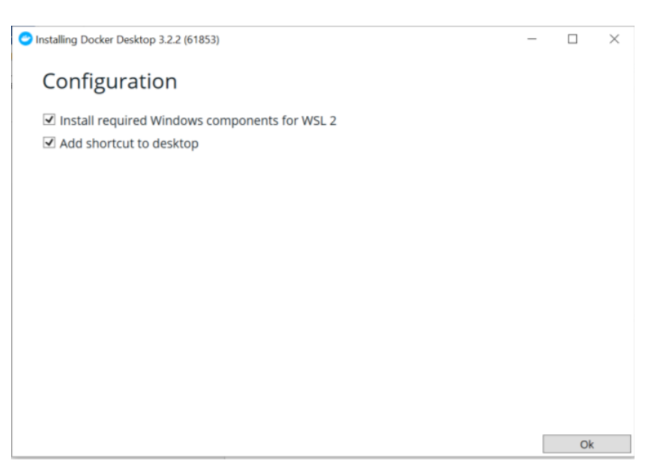 Installing Docker Desktop 3.2.2 (61853)
Configuration
Install required Windows components for WSL 2
Add shortcut to desktop
Ok